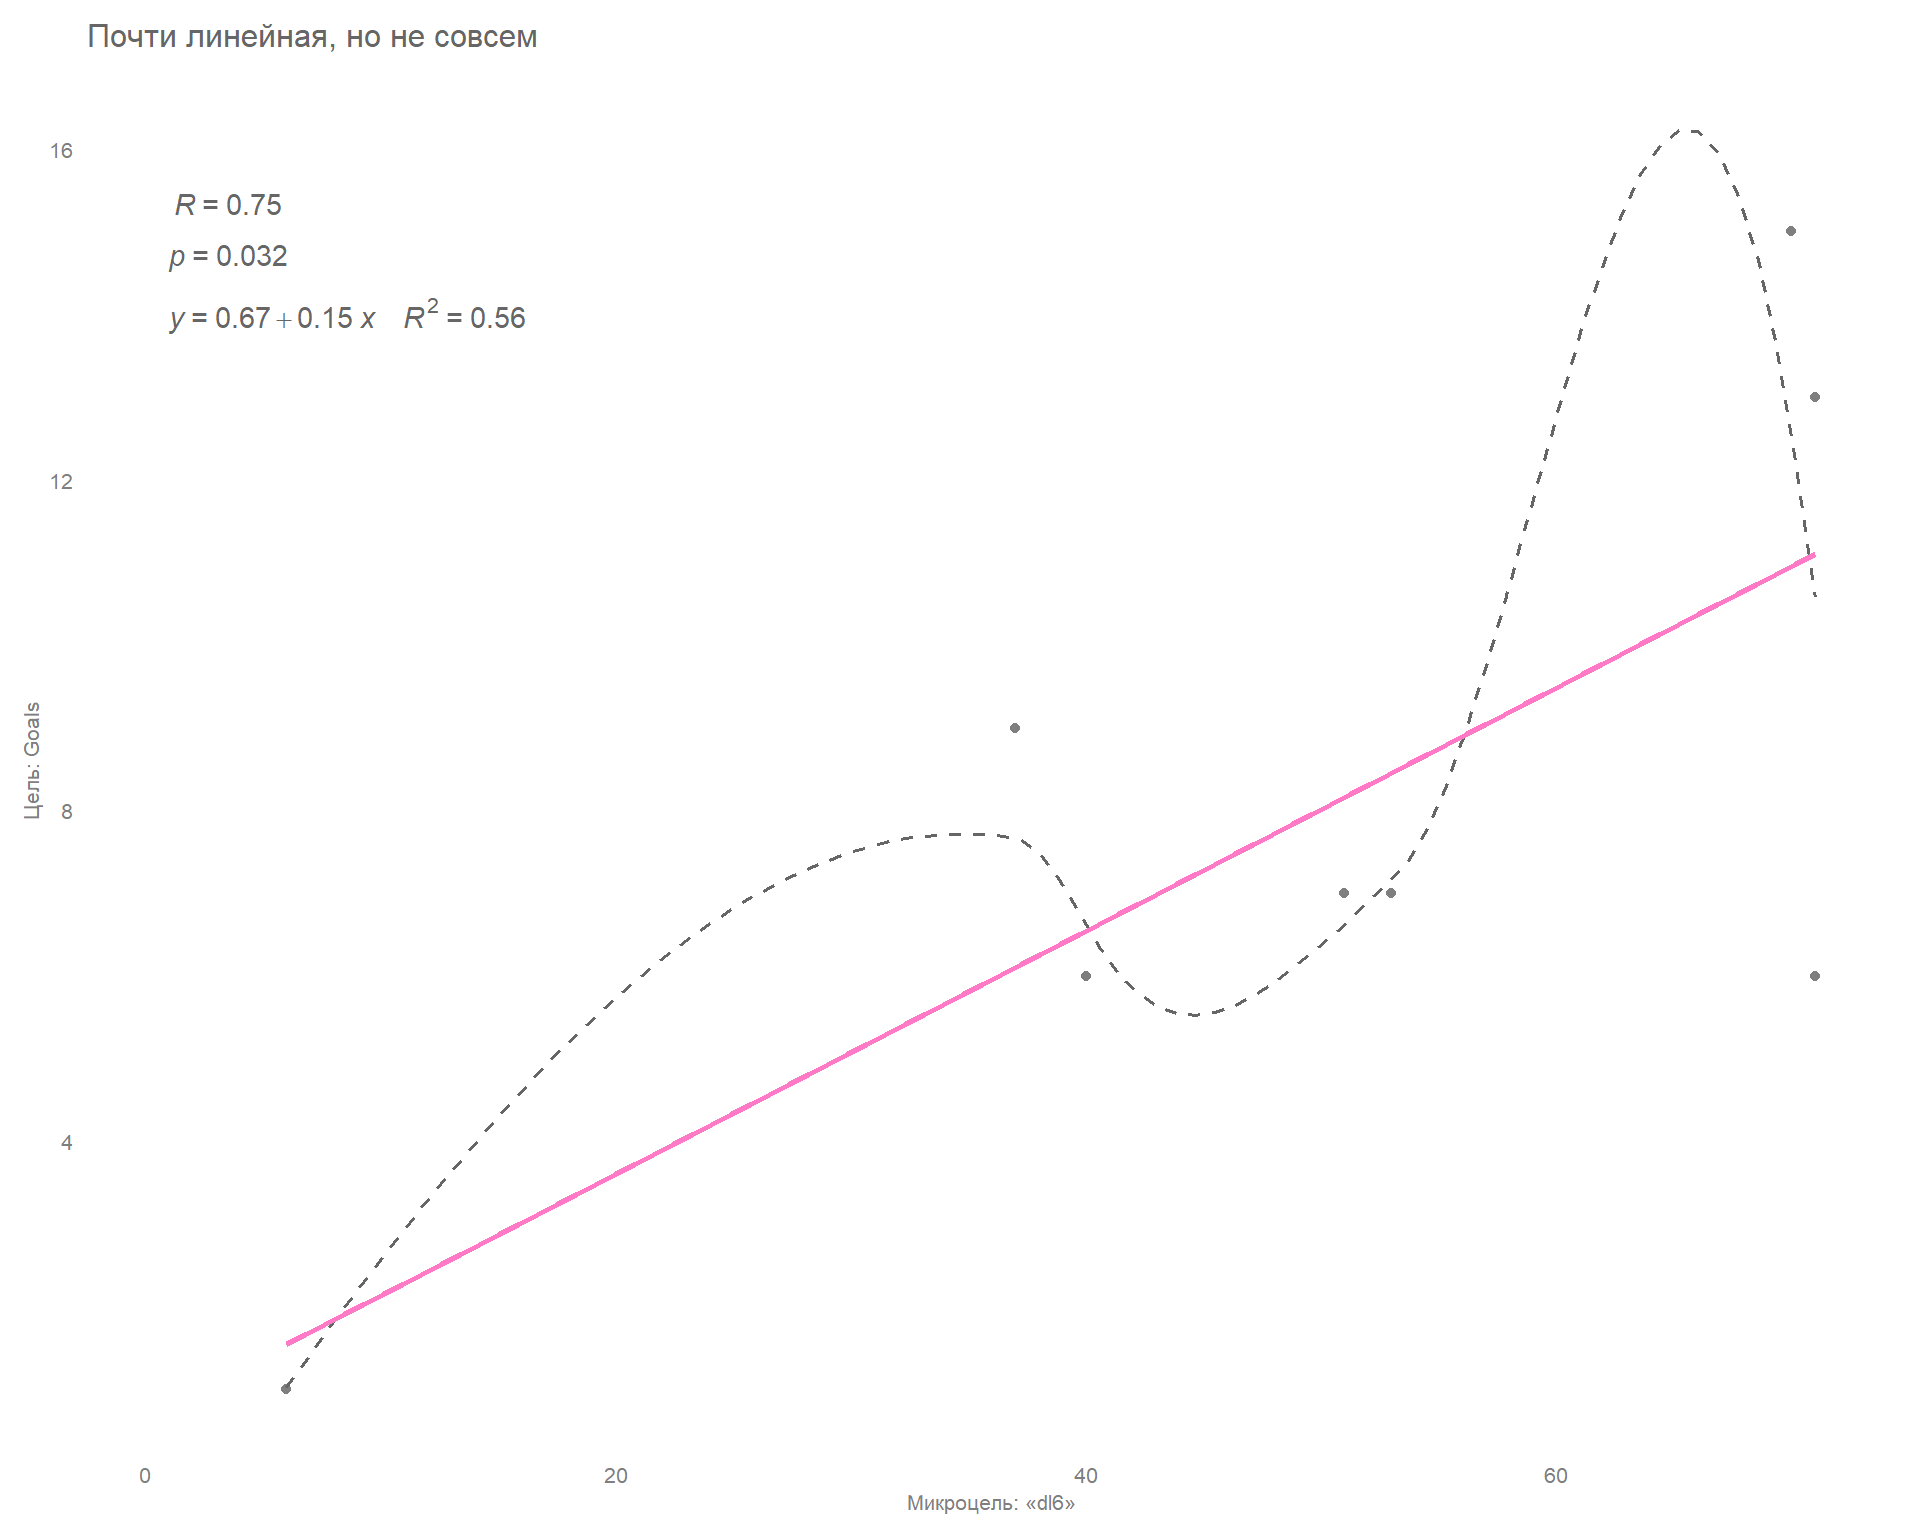 Почти линейная, но не совсем
16
R = 0.75
p = 0.032
y = 0.67 + 0.15 x R² = 0.56
12
Цель: Goals
8
4
0 20 40 60
Микроцель: «dl6»